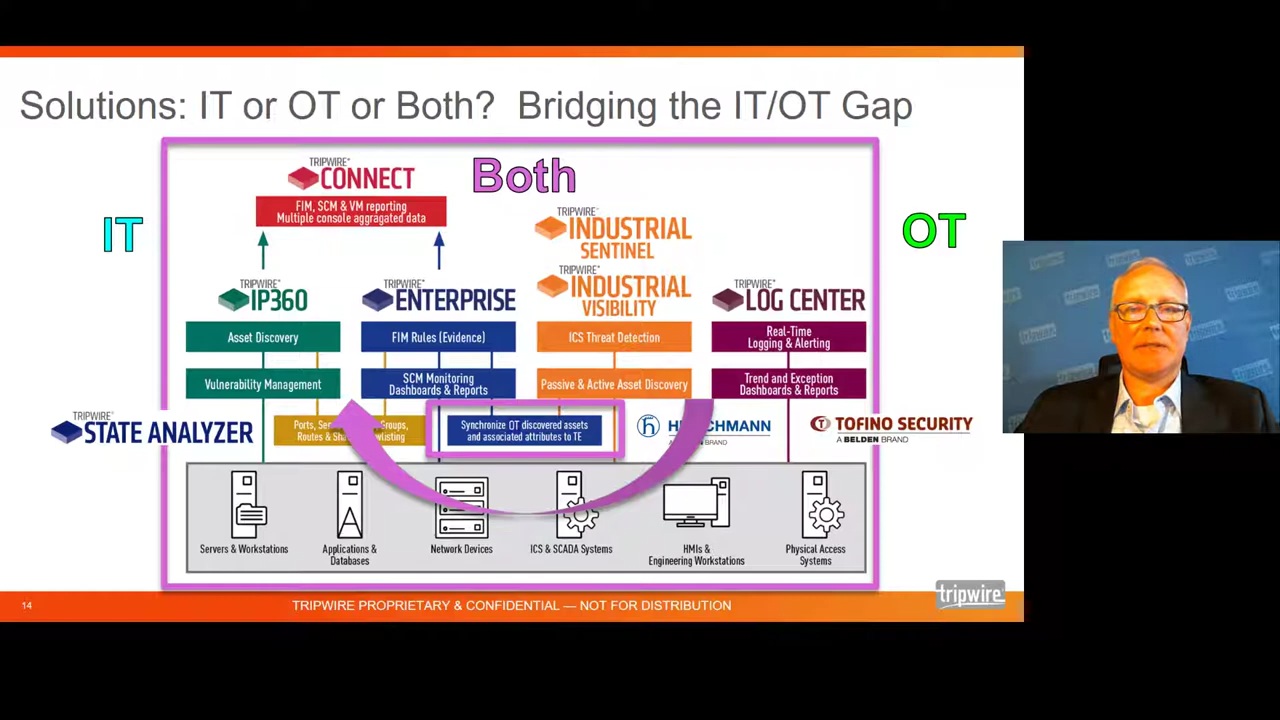 Solutions: IT or OT or Both? Bridging the IT/OT Gap
TRIPWIRE
CONNECT
Both
FIM, SCM & VM reporting
Multiple console aggragated data
IT
OT
TRIPWIRE
INDUSTRIAL
SENTINEL
TRIPWIRE
IP360
TRIPWIRE
ENTERPRISE
TRIPWIRE
INDUSTRIAL
VISIBILITY
TRIPWIRE
LOG CENTER
Asset Discovery
FIM Rules (Evidence)
ICS Threat Detection
Real-Time
Logging & Alerting
Vulnerability Management
SCM Monitoring
Dashboards & Reports
Passive & Active Asset Discovery
Trend and Exception
Dashboards & Reports
TRIPWIRE
STATE ANALYZER
Ports,
Routes &
Synchronize OT discovered assets
and associated attributes to TE
BRAND
TOFINO SECURITY
A BELDEN BRAND
Servers & Workstations
Applications &
Databases
Network Devices
ICS & SCADA Systems
HMIs &
Engineering Workstations
Physical Access
Systems
14
TRIPWIRE PROPRIETARY & CONFIDENTIAL — NOT FOR DISTRIBUTION
tripwire